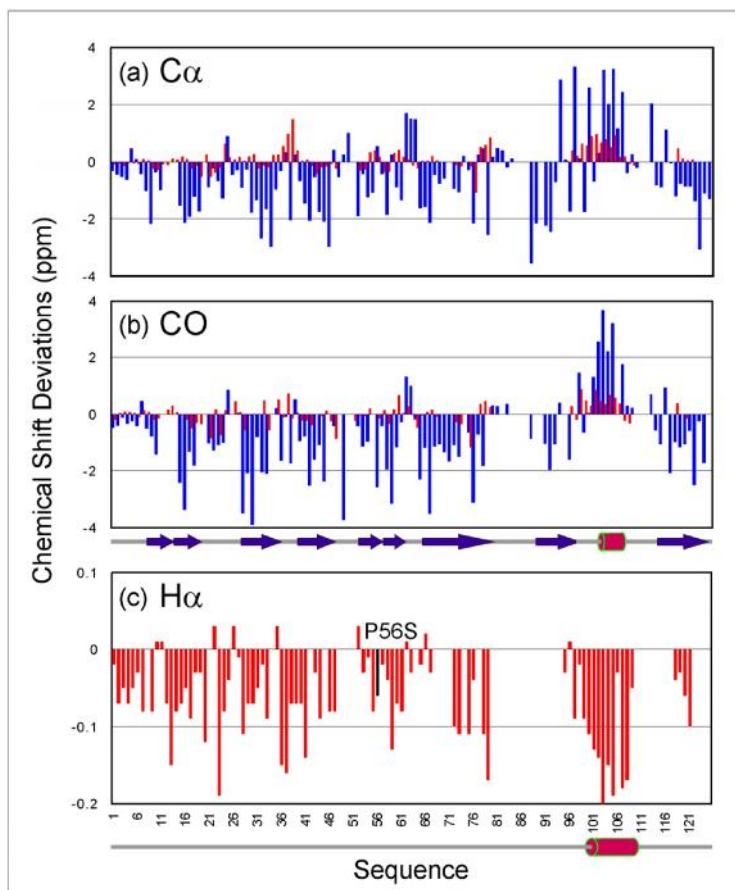 Chemical Shift Deviations (ppm)
(a) Cα
4
2
0
-2
-4
(b) CO
4
2
0
-2
-4
(c) Hα
0.1
0
-0.1
-0.2
P56S
1 6 11 16 21 26 31 36 41 46 51 56 61 66 71 76 81 86 91 96 101 106 111 116 121
Sequence